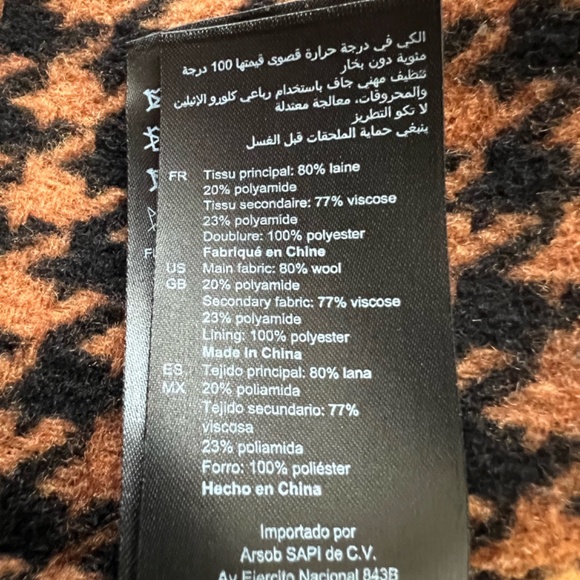 الكي في درجة حرارة قصوى قيمتها 100 درجة
مئوية دون بخار
تنظيف مهني جاف باستخدام رباعي كلورو الإثيلين
والمحروقات. معالجة معتدلة
لا تكو التطريز
ينبغي حماية الملحقات قبل الغسل
FR Tissu principal: 80% laine
20% polyamide
Tissu secondaire: 77% viscose
23% polyamide
Doublure: 100% polyester
Fabriqué en Chine
US Main fabric: 80% wool
GB 20% polyamide
Secondary fabric: 77% viscose
23% polyamide
Lining: 100% polyester
Made in China
ES Tejido principal: 80% lana
MX 20% poliamida
Tejido secundario: 77%
viscosa
23% poliamida
Forro: 100% poliéster
Hecho en China
Importado por
Arsob SAPI de C.V.
Av Ejercito Nacional 843B